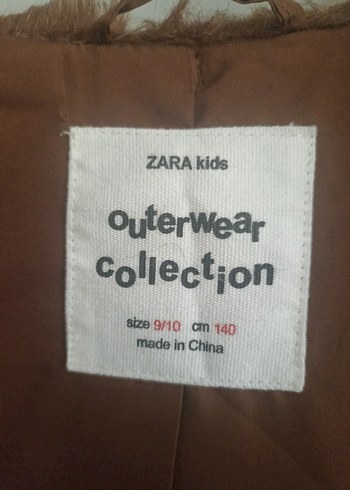 ZARA kids
outerwear
collection
size 9/10 cm 140
made in China